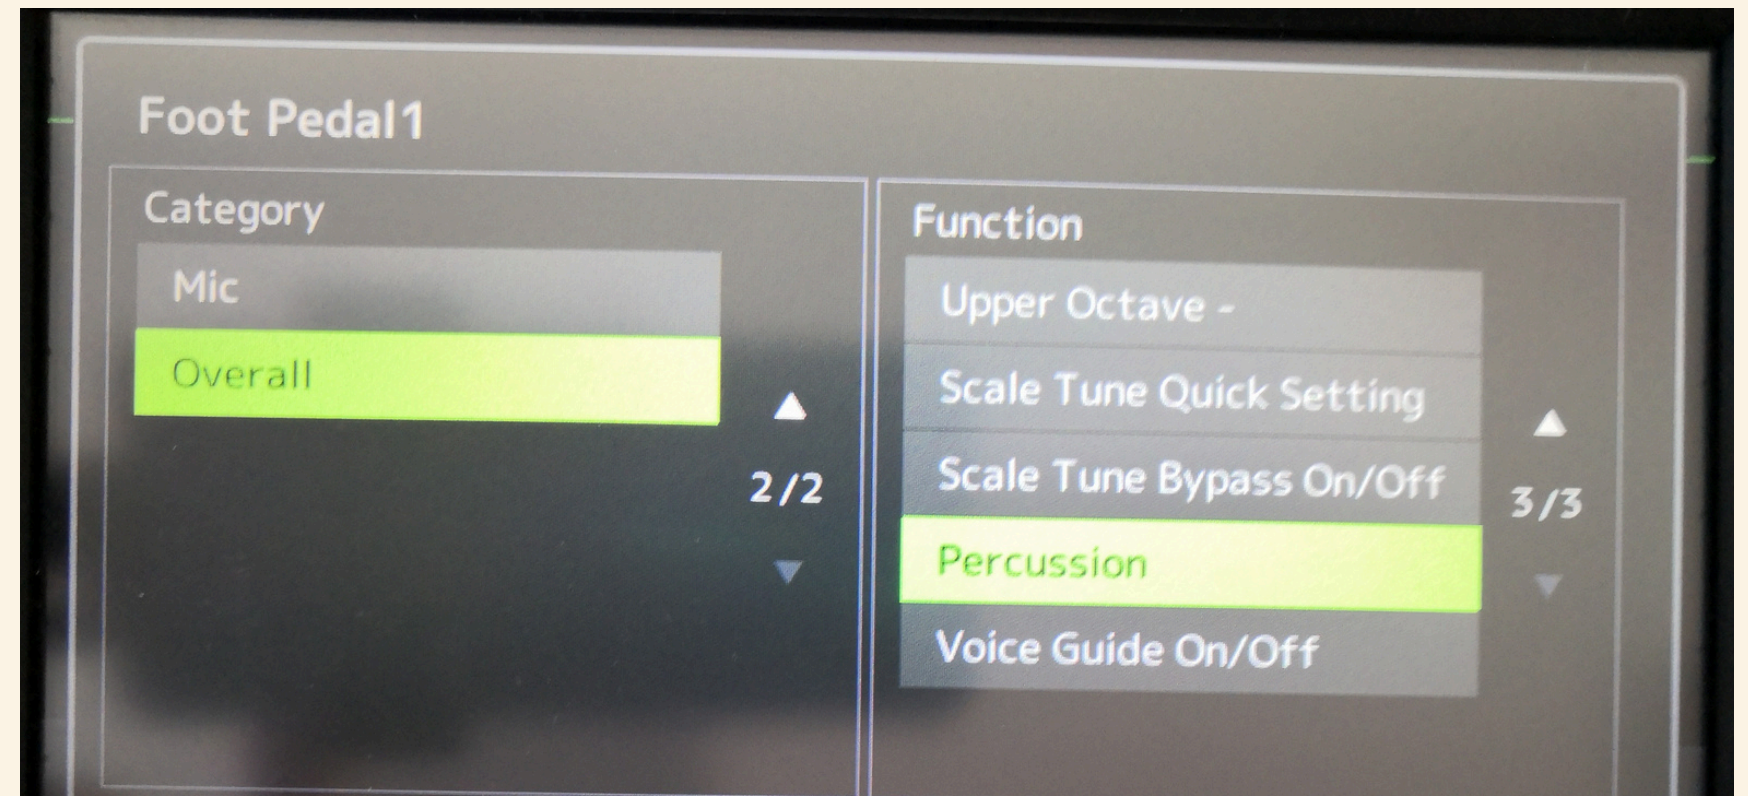 Foot Pedal1
Category
Mic
Overall
2/2
Function
Upper Octave -
Scale Tune Quick Setting
Scale Tune Bypass On/Off
Percussion
Voice Guide On/Off
3/3